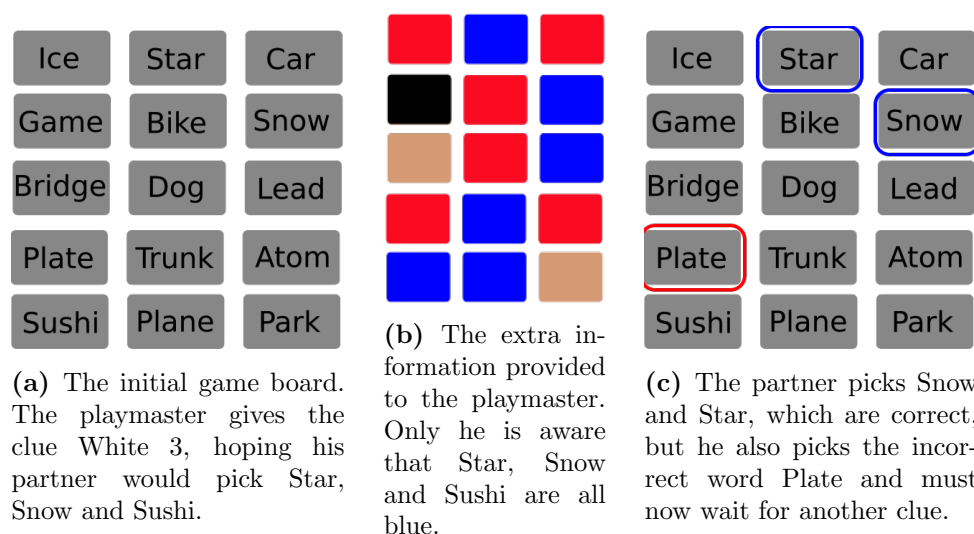 Ice Star Car
Game Bike Snow
Bridge Dog Lead
Plate Trunk Atom
Sushi Plane Park
(a) The initial game board.
The playmaster gives the
clue White 3, hoping his
partner would pick Star,
Snow and Sushi.
(b) The extra in-
formation provided
to the playmaster.
Only he is aware
that Star, Snow
and Sushi are all
blue.
Ice Star Car
Game Bike Snow
Bridge Dog Lead
Plate Trunk Atom
Sushi Plane Park
(c) The partner picks Snow
and Star, which are correct,
but he also picks the incor-
rect word Plate and must
now wait for another clue.